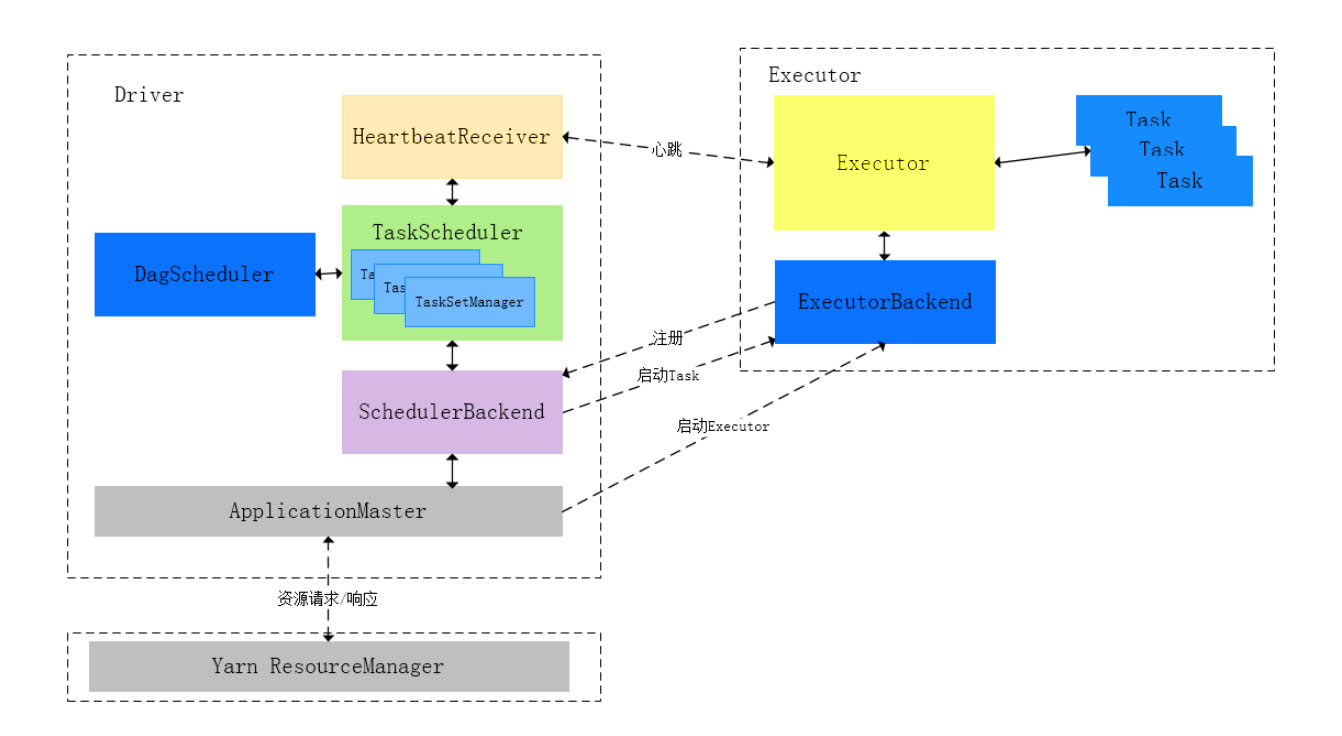 Driver
HeartbeatReceiver
TaskScheduler
TaskSetManager
DagScheduler
SchedulerBackend
ApplicationMaster
资源请求/响应
Yarn ResourceManager
心跳
注册
启动Task
启动Executor
Executor
Executor
Task
Task
Task
ExecutorBackend